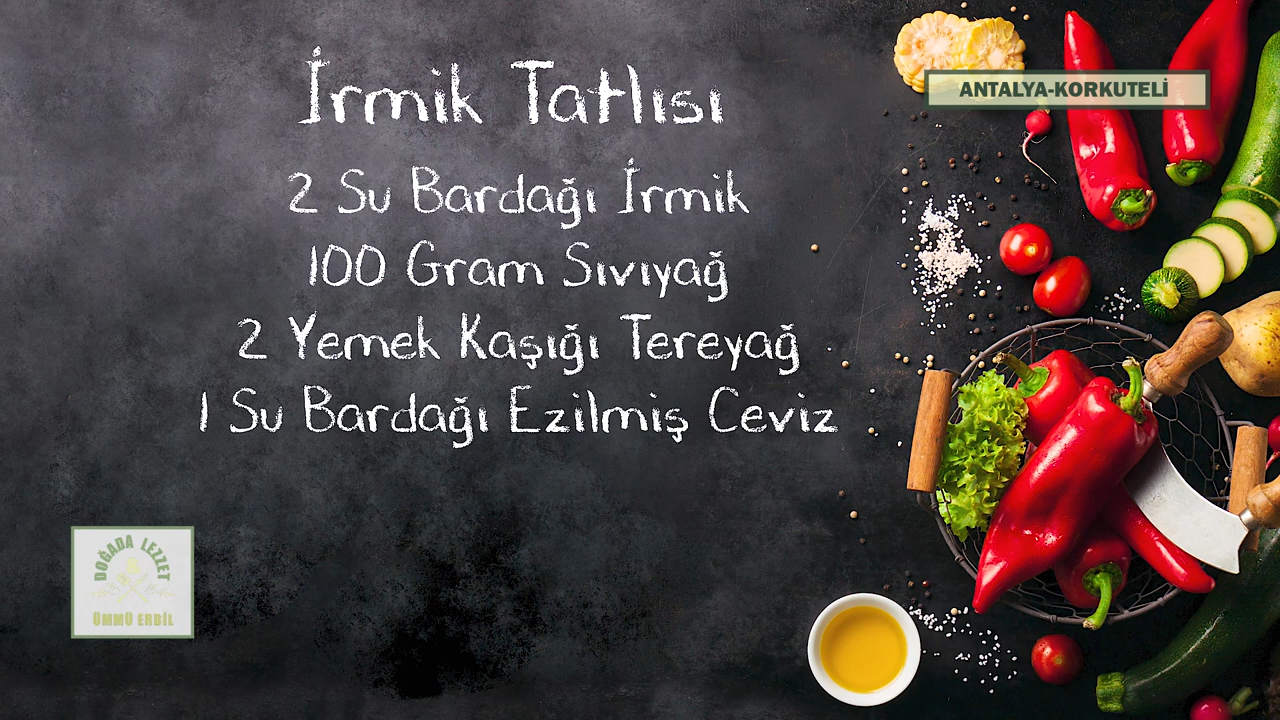 İrmik Tatlısı
ANTALYA-KORKUTELİ
2 Su Bardağı İrmik
100 Gram Sıvıyağ
2 Yemek Kaşığı Tereyağ
1 Su Bardağı Ezilmiş Ceviz
DOĞADA LEZZET
ÜMMÜ ERBİL